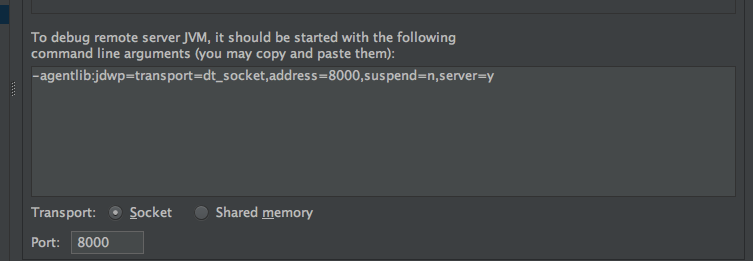 To debug remote server JVM, it should be started with the following
command line arguments (you may copy and paste them):
-agentlib:jdwp=transport=dt_socket,address=8000,suspend=n,server=y
Transport: Socket Shared memory
Port: 8000